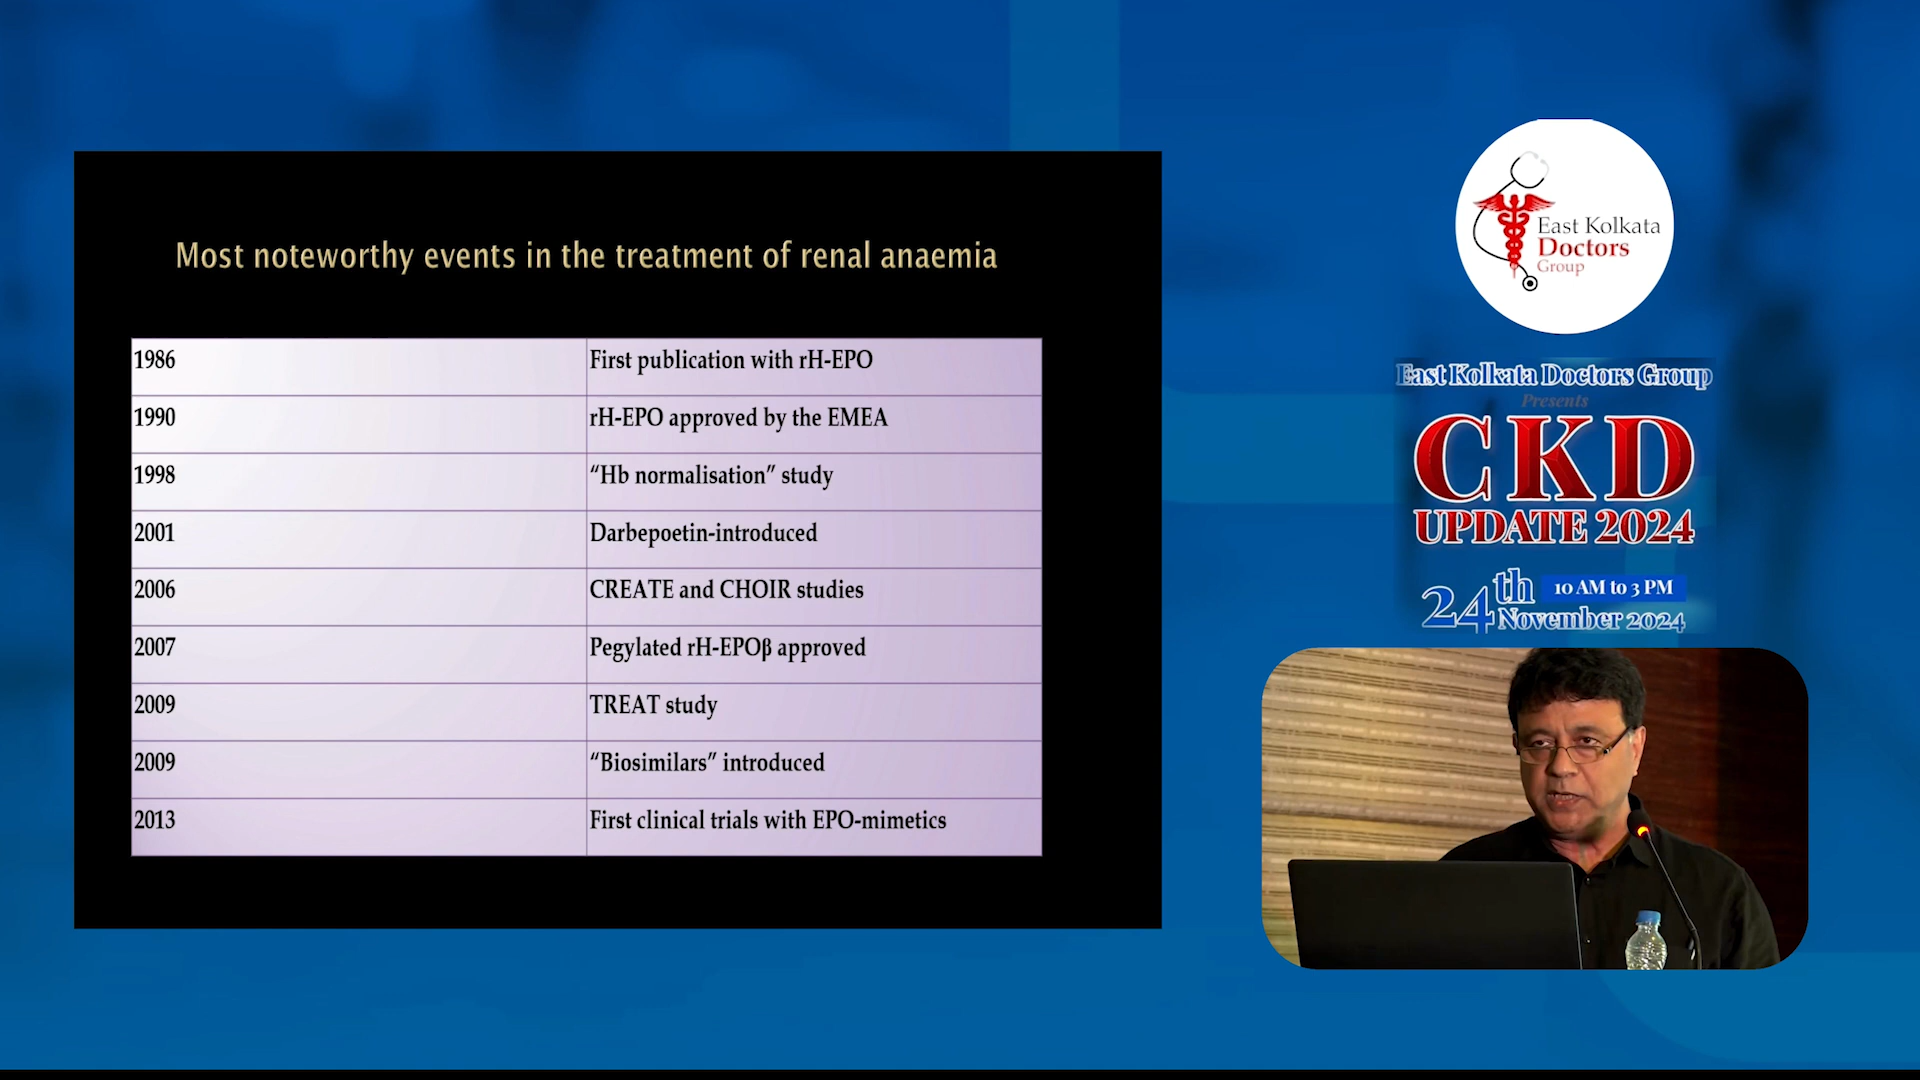 Most noteworthy events in the treatment of renal anaemia
1986 First publication with rH-EPO
1990 rH-EPO approved by the EMEA
1998 “Hb normalisation” study
2001 Darbepoetin-introduced
2006 CREATE and CHOIR studies
2007 Pegylated rH-EPOβ approved
2009 TREAT study
2009 “Biosimilars” introduced
2013 First clinical trials with EPO-mimetics
East Kolkata
Doctors
Group
East Kolkata Doctors Group
Presents
CKD
UPDATE 2024
24th 10 AM to 3 PM
November 2024